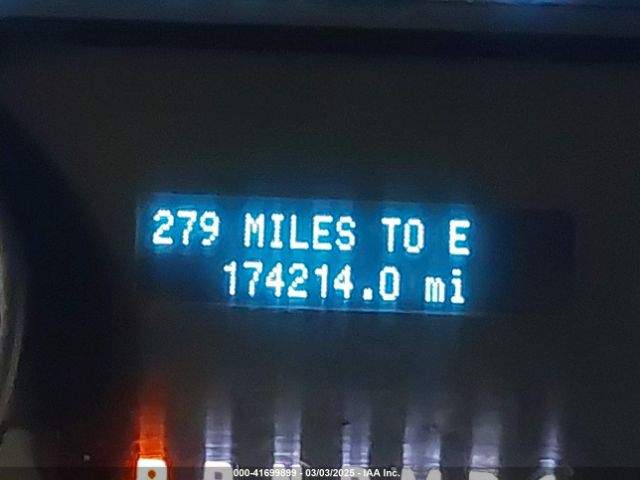 279 MILES TO E
174214.0 mi
000-41699899 - 03/03/2025 - IAA Inc.